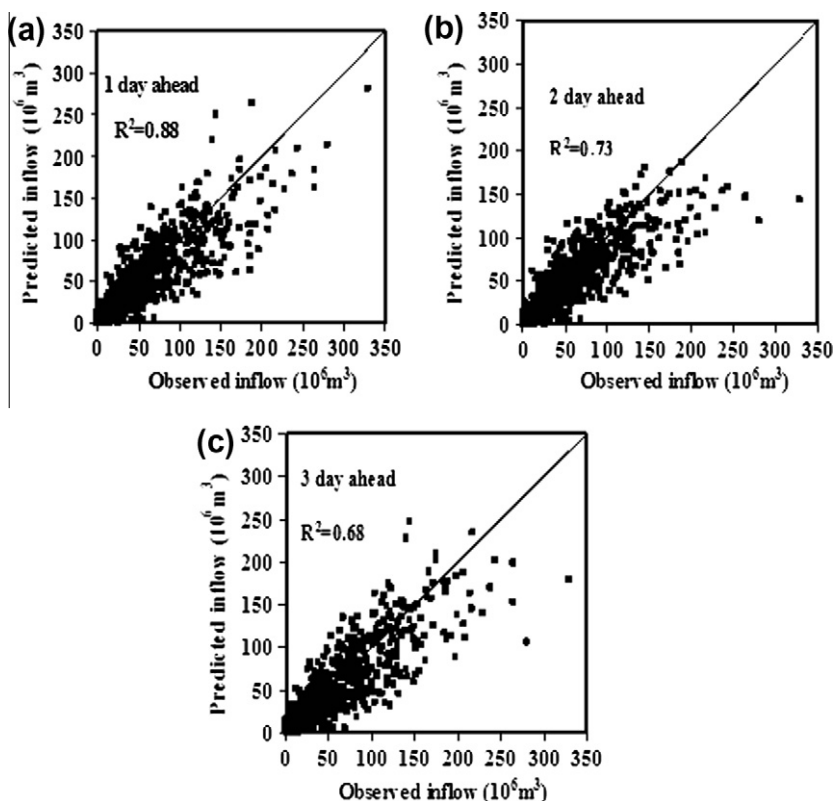 (a)
350
300
250
200
150
100
50
0
Predicted inflow (10⁶m³)
1 day ahead
R²=0.88
0 50 100 150 200 250 300 350
Observed inflow (10⁶m³)
(b)
350
300
250
200
150
100
50
0
Predicted inflow (10⁶m³)
2 day ahead
R²=0.73
0 50 100 150 200 250 300 350
Observed inflow (10⁶m³)
(c)
350
300
250
200
150
100
50
0
Predicted inflow (10⁶m³)
3 day ahead
R²=0.68
0 50 100 150 200 250 300 350
Observed inflow (10⁶m³)